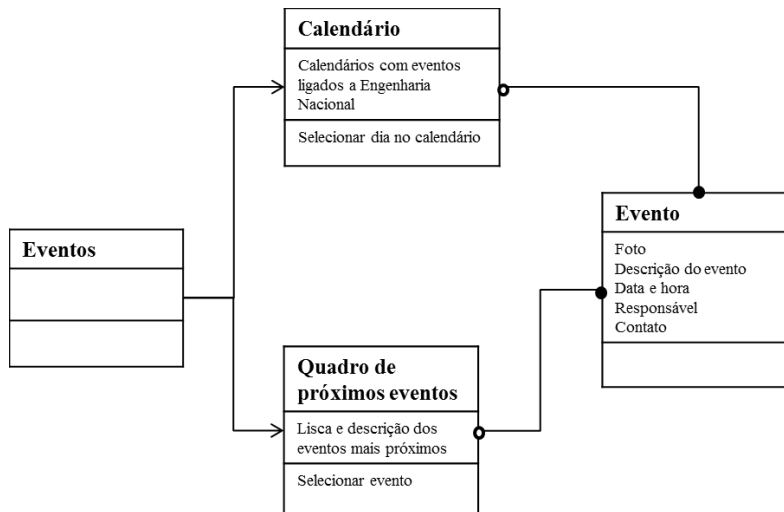 Calendário
Calendários com eventos
ligados a Engenharia
Nacional
Selecionar dia no calendário
Eventos
Evento
Foto
Descrição do evento
Data e hora
Responsável
Contato
Quadro de
próximos eventos
Lisca e descrição dos
eventos mais próximos
Selecionar evento